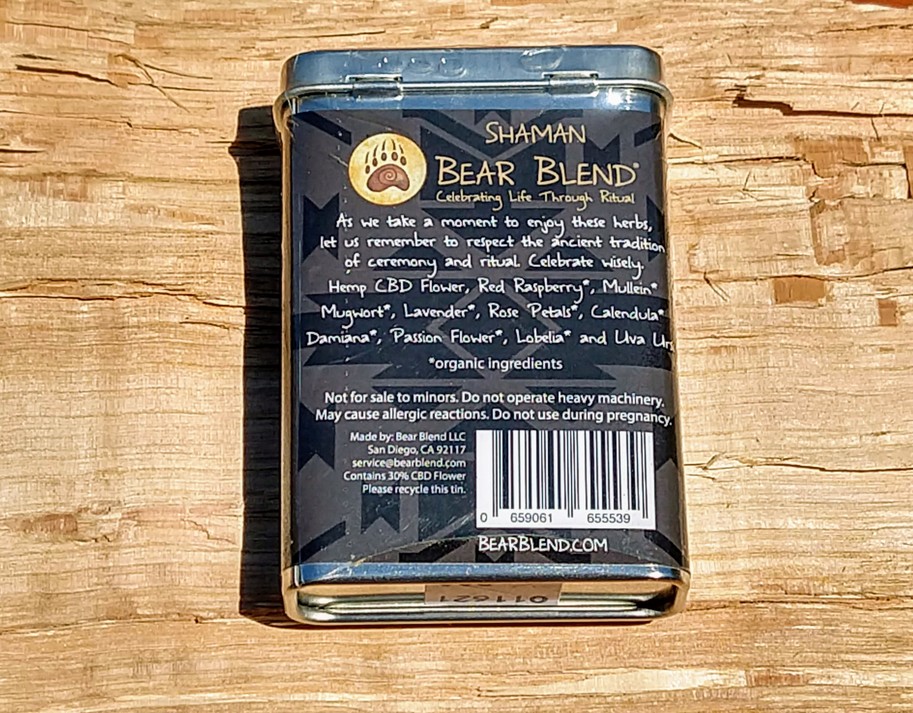 SHAMAN
BEAR BLEND®
Celebrating Life Through Ritual
As we take a moment to enjoy these herbs,
let us remember to respect the ancient tradition
of ceremony and ritual. Celebrate wisely.
Hemp CBD Flower, Red Raspberry*, Mullein*
Mugwort*, Lavender*, Rose Petals*, Calendula*
Damiana*, Passion Flower*, Lobelia* and Uva Urs
*organic ingredients
Not for sale to minors. Do not operate heavy machinery.
May cause allergic reactions. Do not use during pregnancy.
Made by: Bear Blend LLC
San Diego, CA 92117
service@bearblend.com
Contains 30% CBD Flower
Please recycle this tin.
0 659061 655539
BEARBLEND.COM
011621